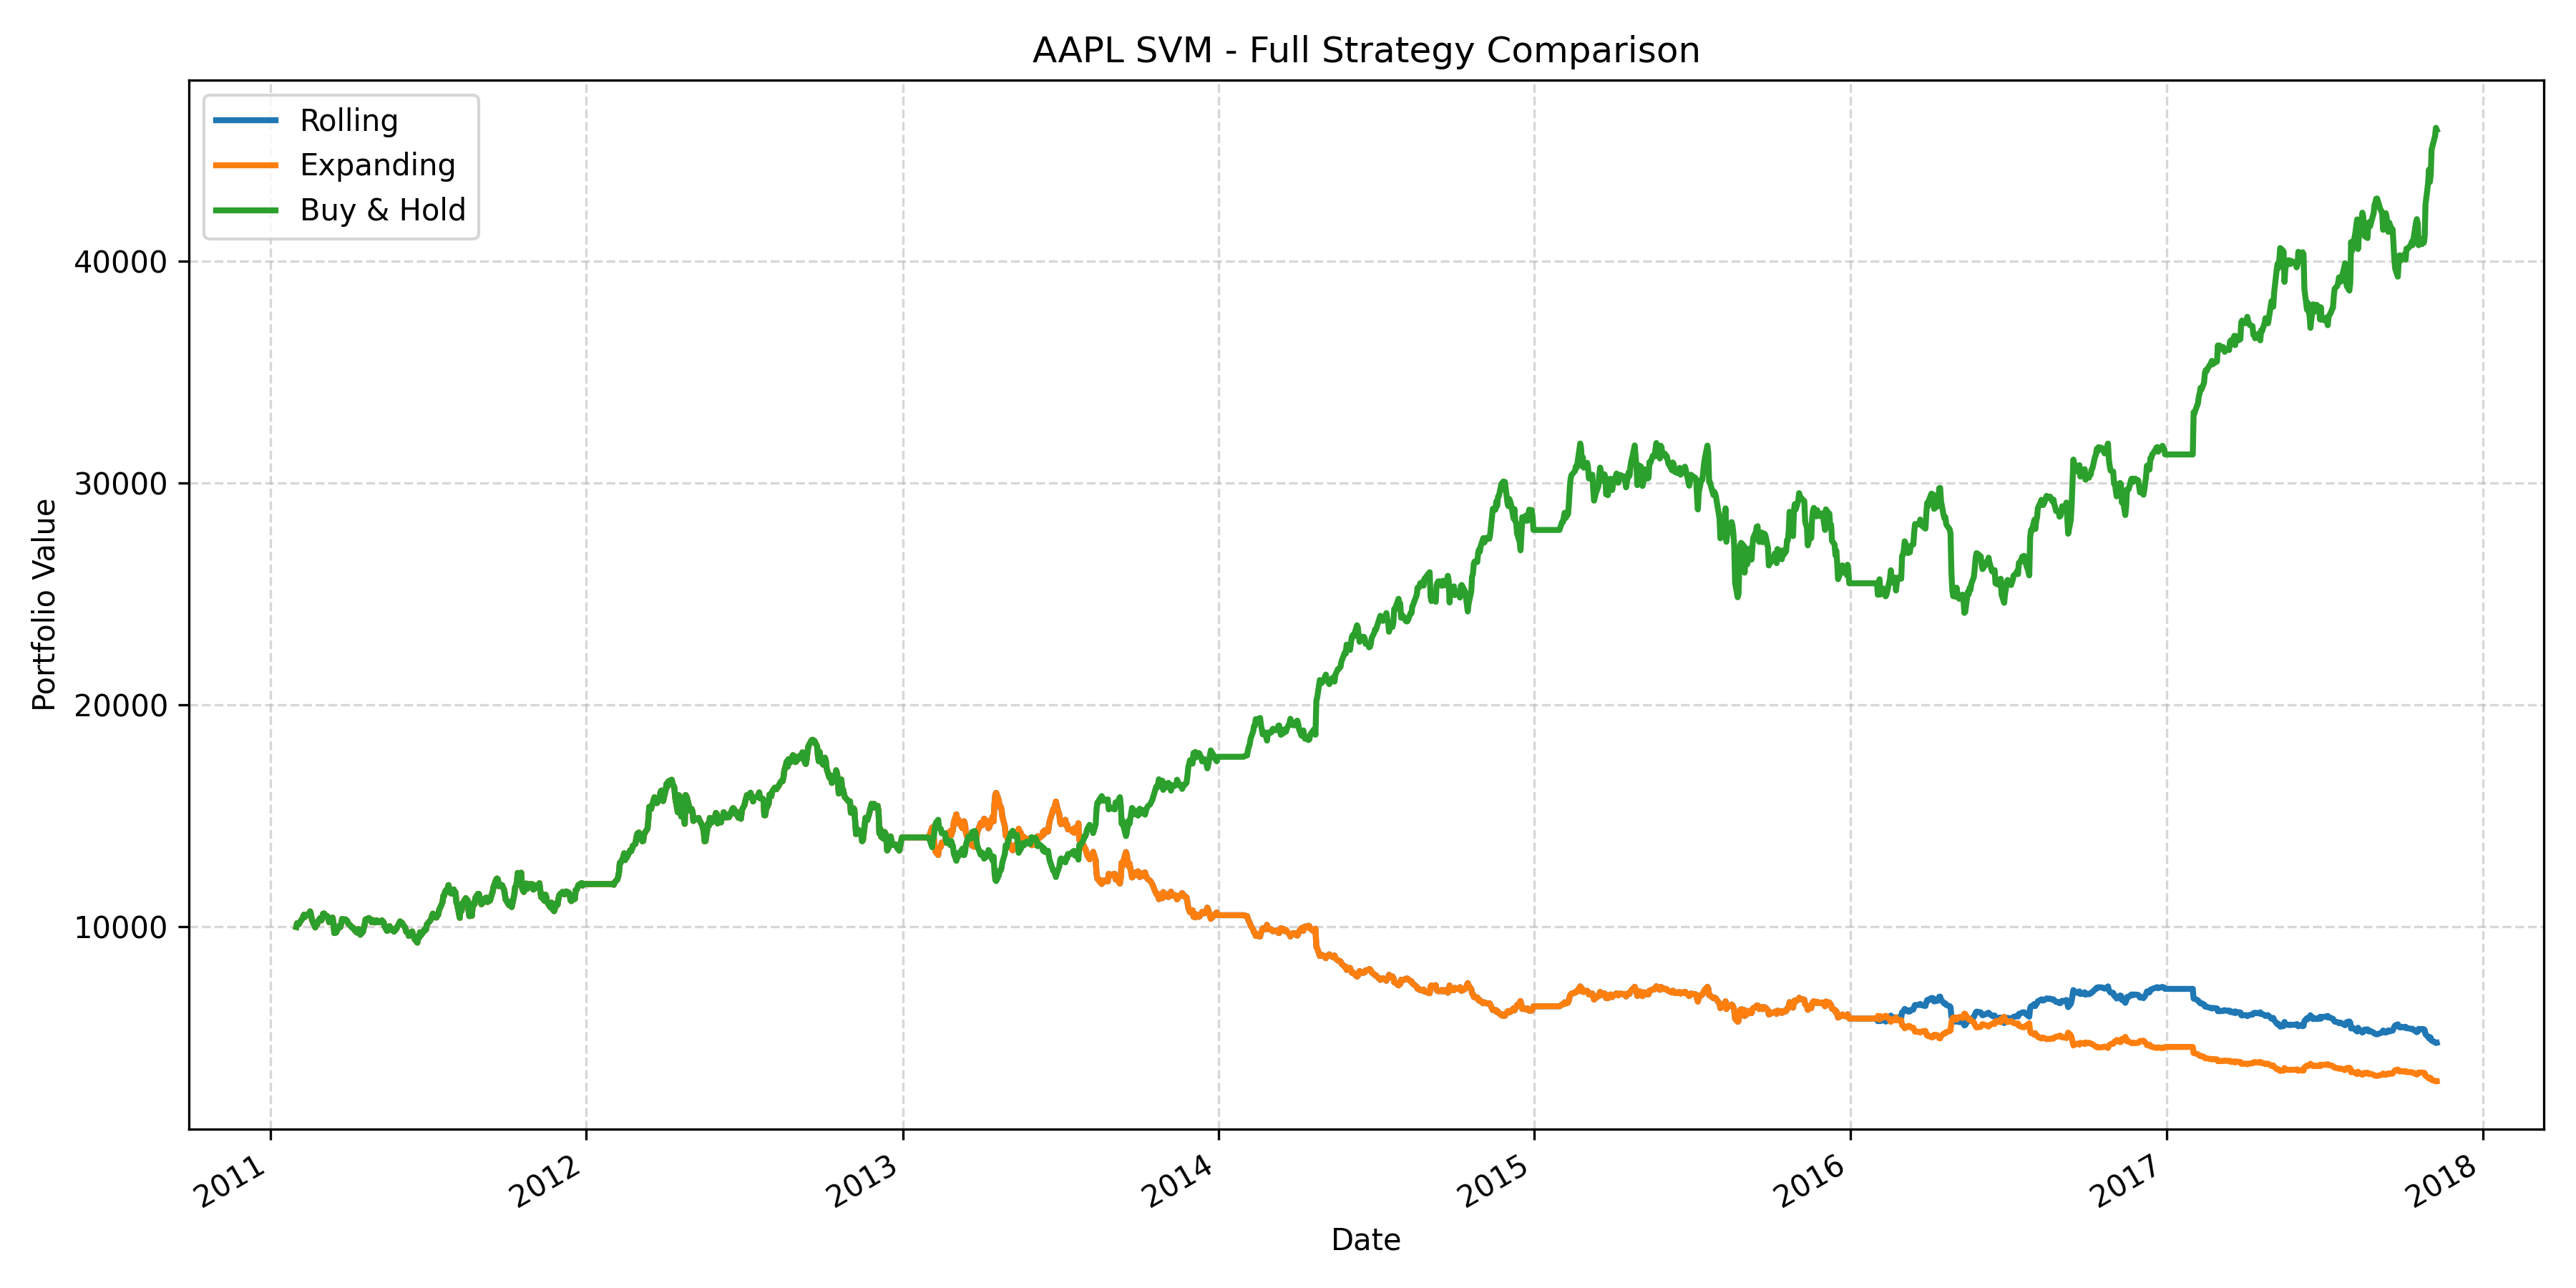 AAPL SVM - Full Strategy Comparison
Rolling
Expanding
Buy & Hold
40000
30000
20000
10000
Portfolio Value
2011
2012
2013
2014
2015
2016
2017
2018
Date